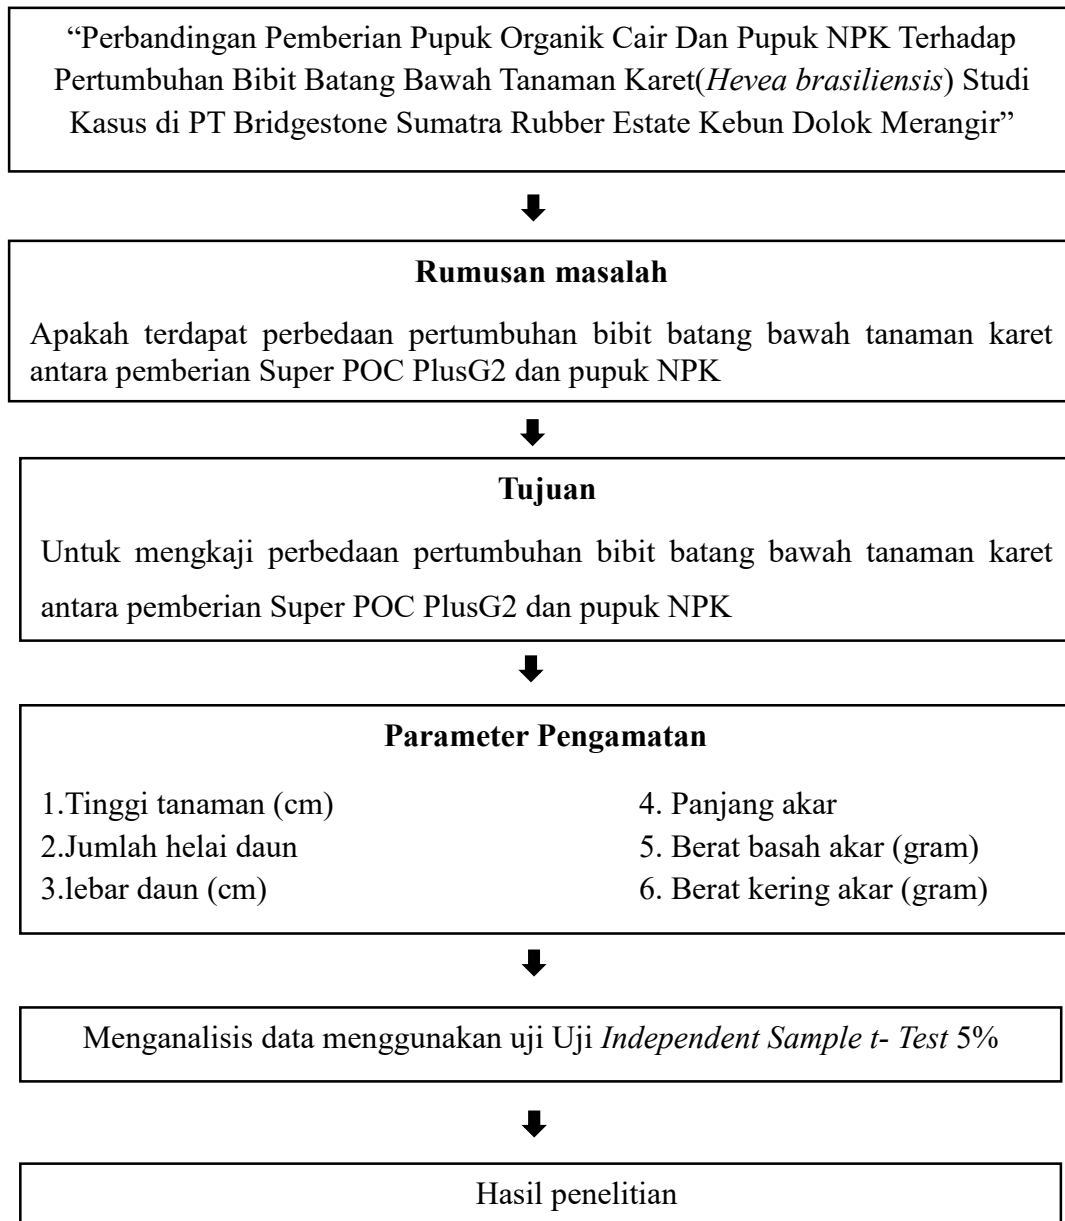 “Perbandingan Pemberian Pupuk Organik Cair Dan Pupuk NPK Terhadap
Pertumbuhan Bibit Batang Bawah Tanaman Karet(Hevea brasiliensis) Studi
Kasus di PT Bridgestone Sumatra Rubber Estate Kebun Dolok Merangir”
Rumusan masalah
Apakah terdapat perbedaan pertumbuhan bibit batang bawah tanaman karet
antara pemberian Super POC PlusG2 dan pupuk NPK
Tujuan
Untuk mengkaji perbedaan pertumbuhan bibit batang bawah tanaman karet
antara pemberian Super POC PlusG2 dan pupuk NPK
Parameter Pengamatan
1.Tinggi tanaman (cm)
2.Jumlah helai daun
3.lebar daun (cm)
4. Panjang akar
5. Berat basah akar (gram)
6. Berat kering akar (gram)
Menganalisis data menggunakan uji Uji Independent Sample t- Test 5%
Hasil penelitian